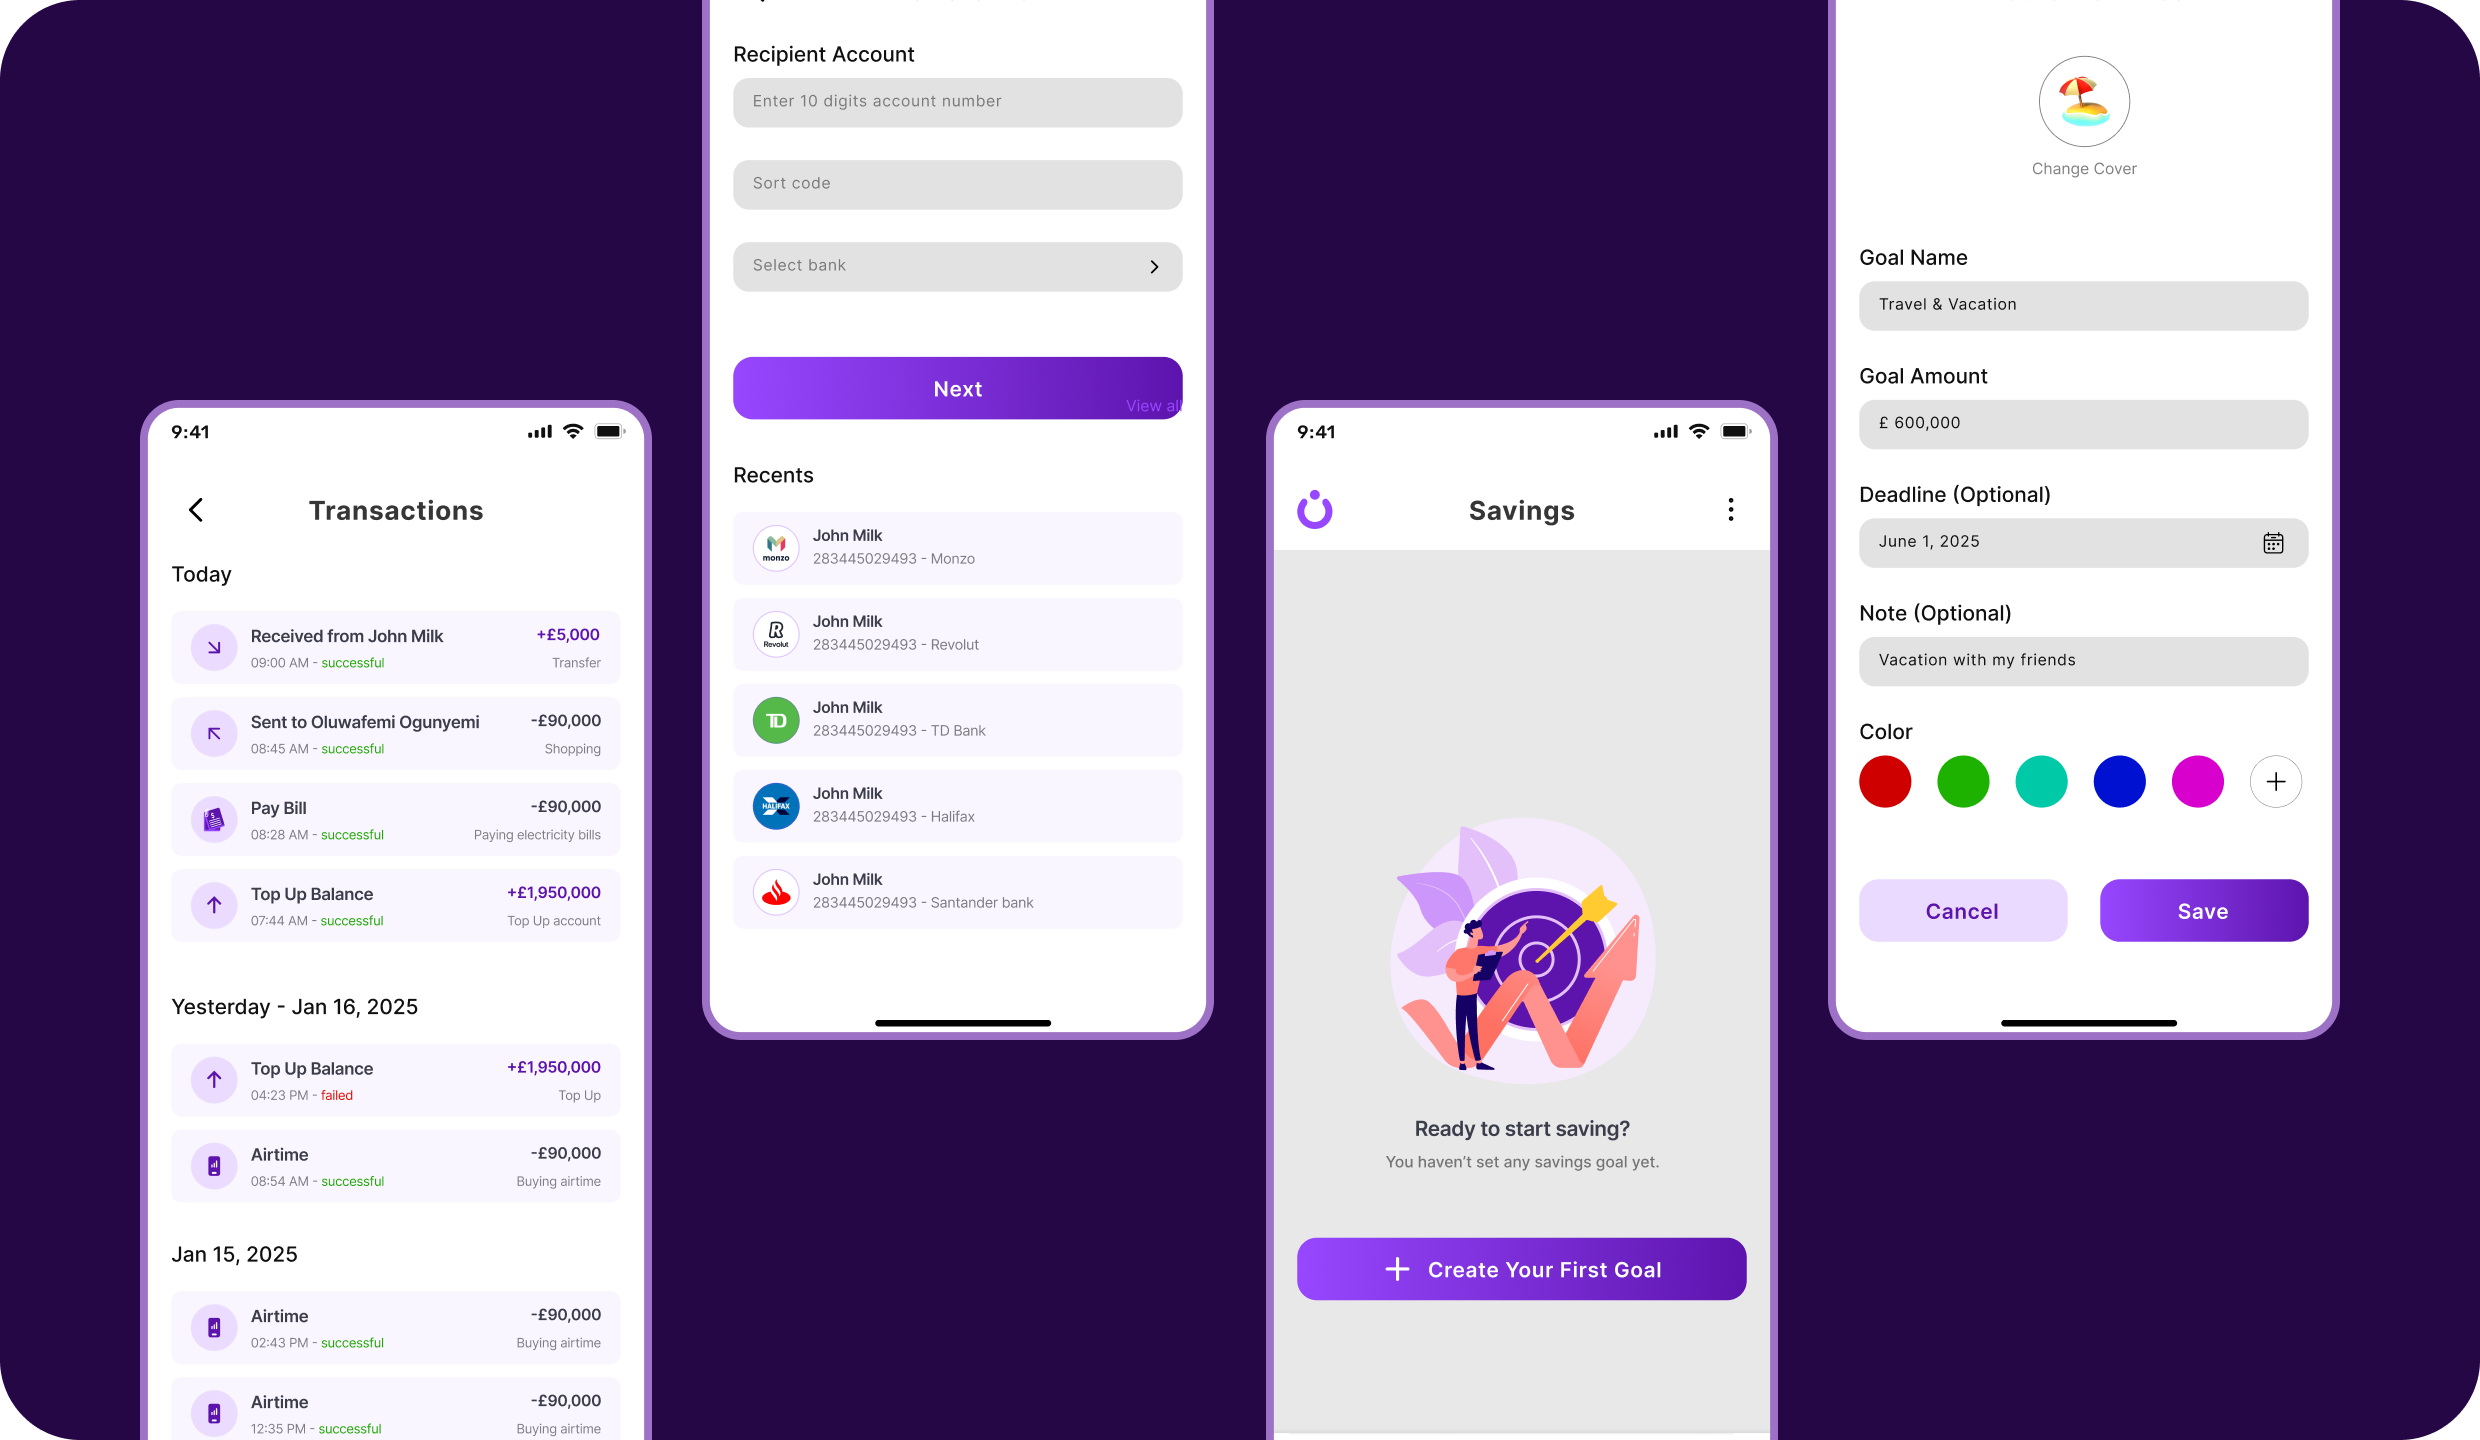 9:41
Transactions
Today
Received from John Milk +£5,000
09:00 AM - successful Transfer
Sent to Oluwafemi Ogunyemi -£90,000
08:45 AM - successful Shopping
Pay Bill -£90,000
08:28 AM - successful Paying electricity bills
Top Up Balance +£1,950,000
07:44 AM - successful Top Up account
Yesterday - Jan 16, 2025
Top Up Balance +£1,950,000
04:23 PM - failed Top Up
Airtime -£90,000
08:54 AM - successful Buying airtime
Jan 15, 2025
Airtime -£90,000
02:43 PM - successful Buying airtime
Airtime -£90,000
12:35 PM - successful Buying airtime
Recipient Account
Enter 10 digits account number
Sort code
Select bank
Next
View all
Recents
monzo
John Milk
283445029493 - Monzo
Revolut
John Milk
283445029493 - Revolut
TD
John Milk
283445029493 - TD Bank
HALIFAX
John Milk
283445029493 - Halifax
John Milk
283445029493 - Santander bank
9:41
Savings
Ready to start saving?
You haven't set any savings goal yet.
Create Your First Goal
Change Cover
Goal Name
Travel & Vacation
Goal Amount
£ 600,000
Deadline (Optional)
June 1, 2025
Note (Optional)
Vacation with my friends
Color
Cancel
Save